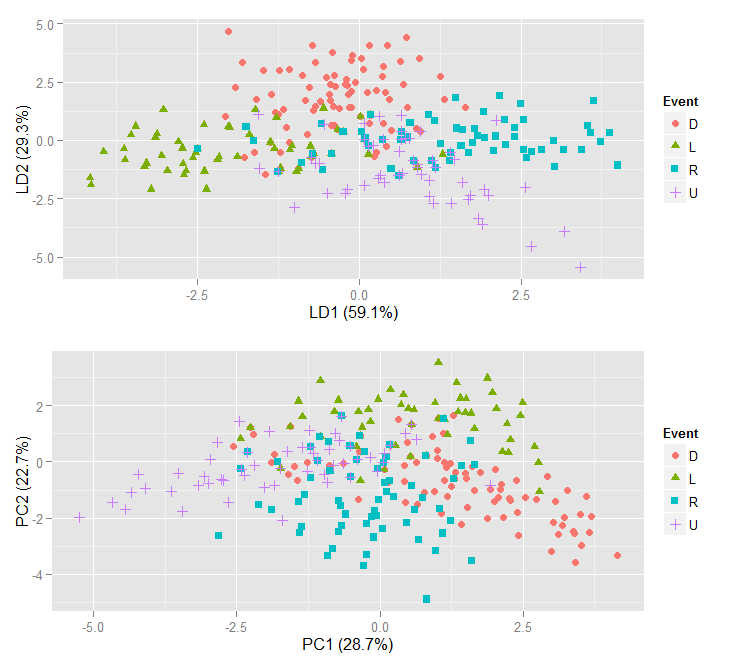 5.0
2.5
0.0
-2.5
-5.0
LD2 (29.3%)
-2.5
0.0
2.5
LD1 (59.1%)
Event
D
L
R
U
2
0
-2
-4
PC2 (22.7%)
-5.0
-2.5
0.0
2.5
PC1 (28.7%)
Event
D
L
R
U